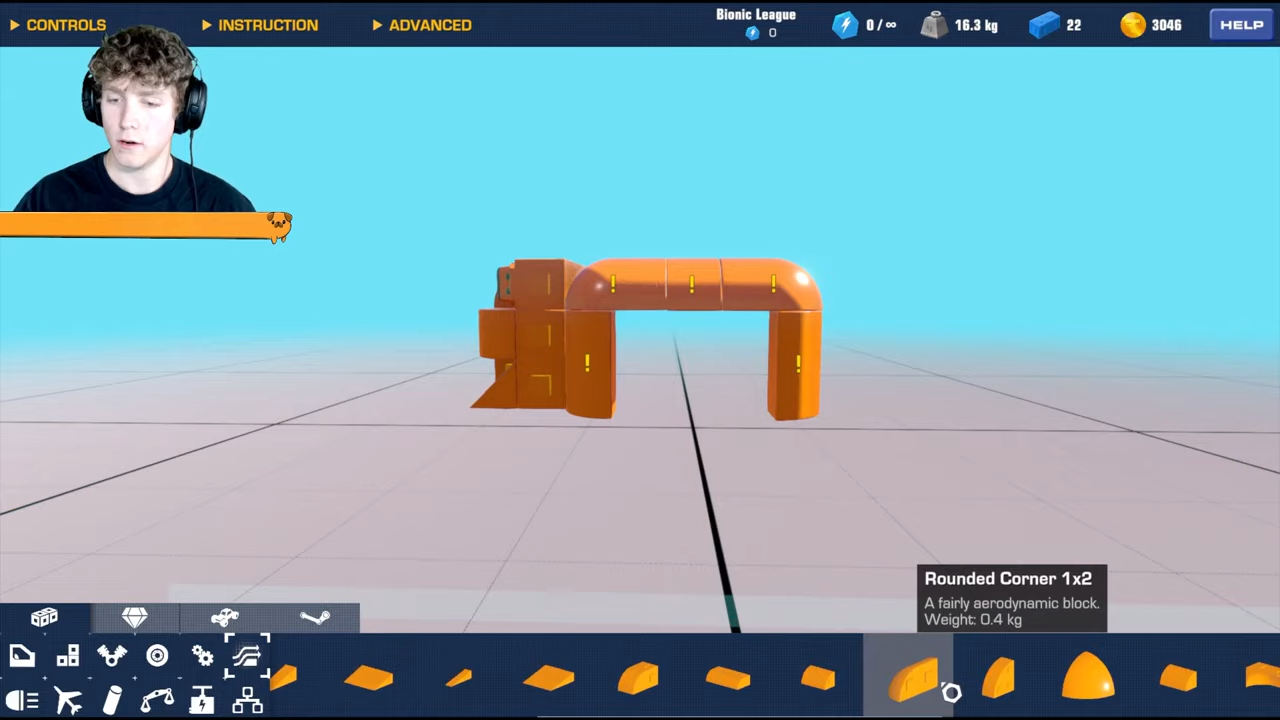 CONTROLS
INSTRUCTION
ADVANCED
Bionic League
0
0 / ∞
16.3 kg
22
3046
HELP
! ! !
! !
Rounded Corner 1x2
A fairly aerodynamic block.
Weight: 0.4 kg